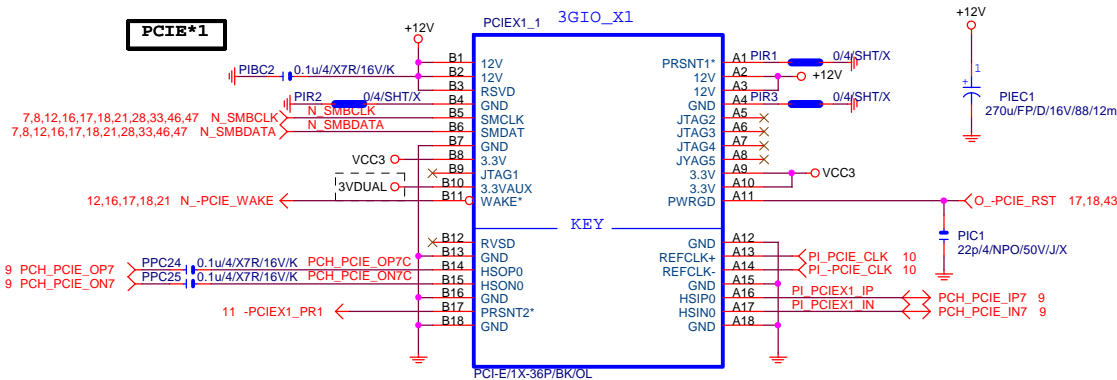 PCIE*1
PCIEX1_1
3GIO_X1
+12V
PIBC2
0.1u/4/X7R/16V/K
PIR2
0/4/SHT/X
7,8,12,16,17,18,21,28,33,46,47
N_SMBCLK
N_SMBCLK
7,8,12,16,17,18,21,28,33,46,47
N_SMBDATA
N_SMBDATA
VCC3
3VDUAL
12,16,17,18,21
N_-PCIE_WAKE
9
PCH_PCIE_OP7
PPC24
0.1u/4/X7R/16V/K
PCH_PCIE_OP7C
9
PCH_PCIE_ON7
PPC25
0.1u/4/X7R/16V/K
PCH_PCIE_ON7C
11
-PCIEX1_PR1
B1
12V
B2
12V
B3
RSVD
B4
GND
B5
SMCLK
B6
SMDAT
B7
GND
B8
3.3V
B9
JTAG1
B10
3.3VAUX
B11
WAKE*
KEY
B12
RVSD
B13
GND
B14
HSOP0
B15
HSON0
B16
GND
B17
PRSNT2*
B18
GND
PRSNT1*
A1
12V
A2
12V
A3
GND
A4
JTAG2
A5
JTAG3
A6
JTAG4
A7
JYAG5
A8
3.3V
A9
3.3V
A10
PWRGD
A11
GND
A12
REFCLK+
A13
REFCLK-
A14
GND
A15
HSIP0
A16
HSIN0
A17
GND
A18
PCI-E/1X-36P/BK/OL
PIR1
0/4/SHT/X
+12V
PIR3
0/4/SHT/X
VCC3
O_-PCIE_RST
17,18,43
PIC1
22p/4/NPO/50V/J/X
PI_PCIE_CLK
10
PI_-PCIE_CLK
10
PI_PCIEX1_IP
PCH_PCIE_IP7
9
PI_PCIEX1_IN
PCH_PCIE_IN7
9
+12V
+
1
PIEC1
270u/FP/D/16V/88/12m